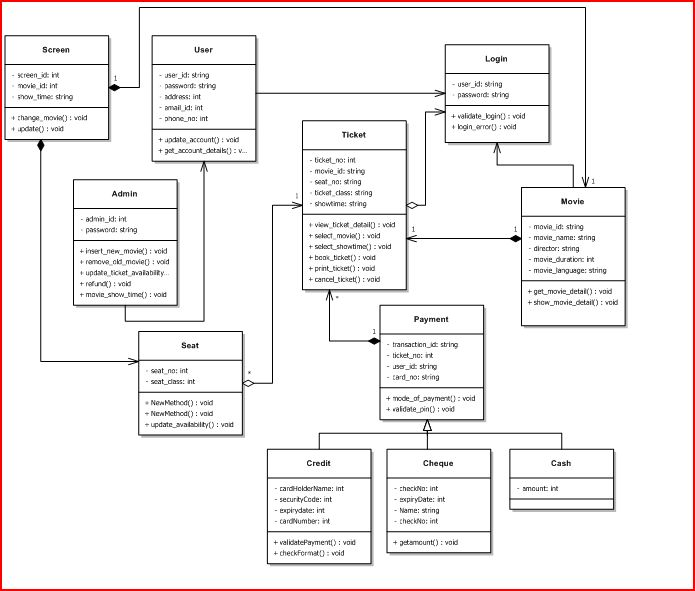 Screen
- screen_id: int
- movie_id: int
- show_time: string
+ change_movie() : void
+ update() : void
1
User
- user_id: string
- password: string
- address: int
- email_id: int
- phone_no: int
+ update_account() : void
+ get_account_details() : v...
Login
- user_id: string
- password: string
+ validate_login() : void
+ login_error() : void
Ticket
- ticket_no: int
- movie_id: string
- seat_no: string
- ticket_class: string
- showtime: string
+ view_ticket_detail() : void
+ select_movie() : void
+ select_showtime() : void
+ book_ticket() : void
+ print_ticket() : void
+ cancel_ticket() : void
1
1
1
*
Admin
- admin_id: int
- password: string
+ insert_new_movie() : void
+ remove_old_movie() : void
+ update_ticket_availability...
+ refund() : void
+ movie_show_time() : void
1
Movie
- movie_id: string
- movie_name: string
- director: string
- movie_duration: int
- movie_language: string
+ get_movie_detail() : void
+ show_movie_detail() : void
Seat
- seat_no: int
- seat_class: int
+ NewMethod() : void
+ NewMethod() : void
+ update_availability() : void
*
1
Payment
- transaction_id: string
- ticket_no: int
- user_id: string
- card_no: string
+ mode_of_payment() : void
+ validate_pin() : void
Credit
- cardHolderName: int
- securityCode: int
- expirydate: int
- cardNumber: int
+ validatePayment() : void
+ checkFormat() : void
Cheque
- checkNo: int
- expiryDate: int
- Name: string
- checkNo: int
+ getamount() : void
Cash
- amount: int